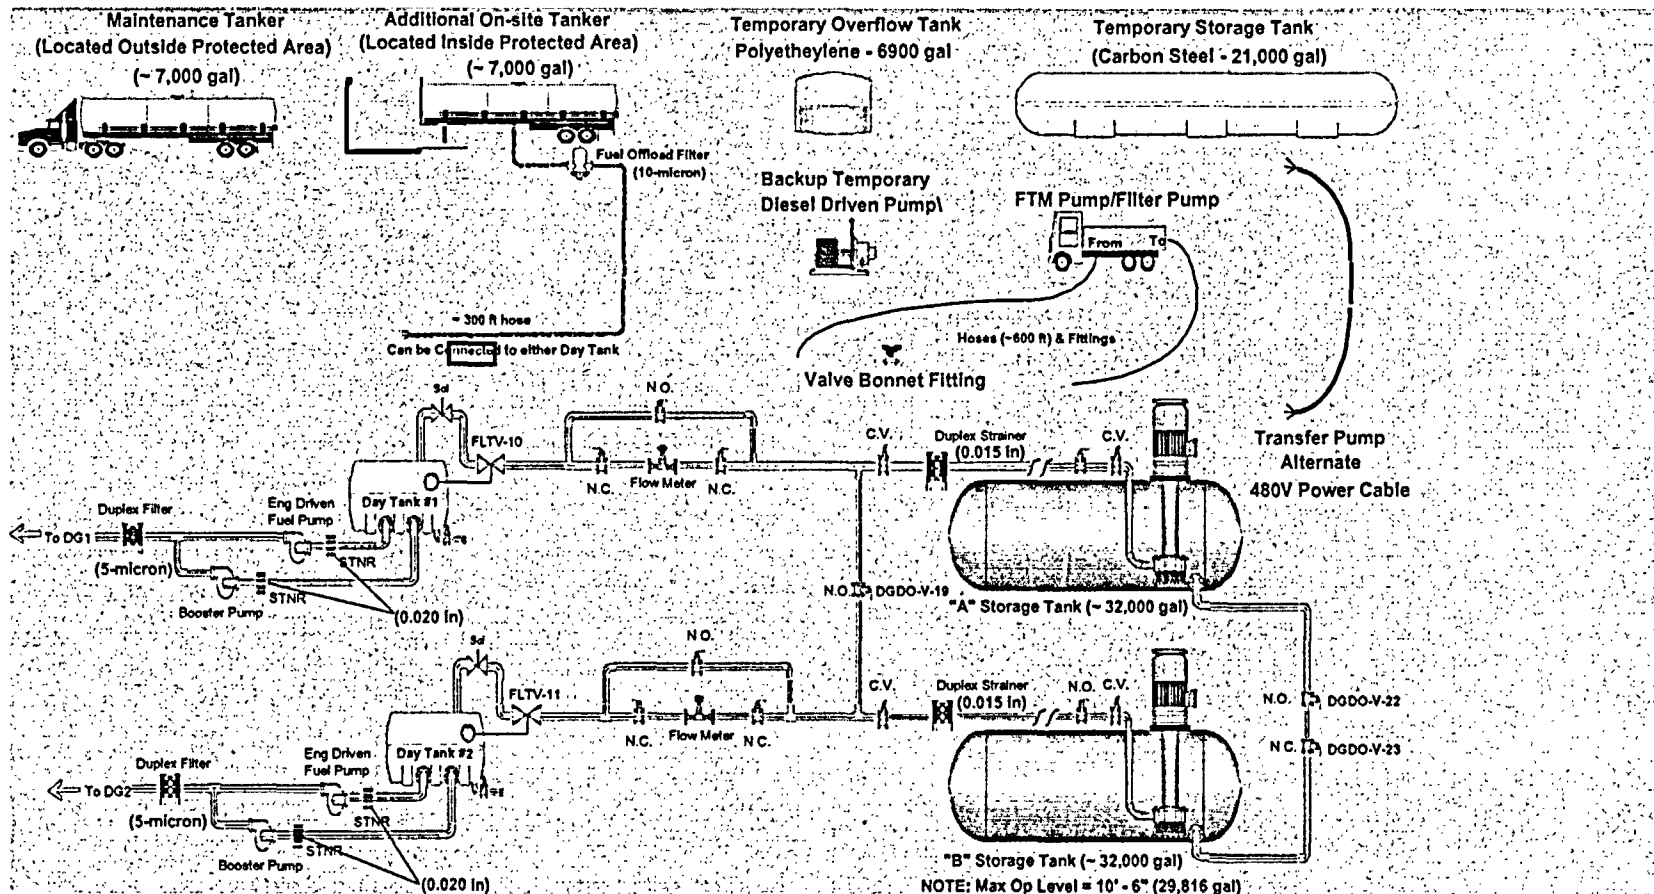 Maintenance Tanker
(Located Outside Protected Area)
(~ 7,000 gal)
Additional On-site Tanker
(Located Inside Protected Area)
(~ 7,000 gal)
Temporary Overflow Tank
Polyetheylene - 6900 gal
Temporary Storage Tank
(Carbon Steel - 21,000 gal)
Fuel Offload Filter
(10-micron)
Backup Temporary
Diesel Driven Pump\
FTM Pump/Filter Pump
From To
~ 300 ft hose
Can be Connected to either Day Tank
Hoses (~600 ft) & Fittings
Valve Bonnet Fitting
Transfer Pump
Alternate
480V Power Cable
Sol
FLTV-10
N.O.
N.C.
Flow Meter
N.C.
C.V.
Duplex Strainer
(0.015 in)
C.V.
Day Tank #1
Duplex Filter
Eng Driven
Fuel Pump
To DG1
(5-micron)
STNR
Booster Pump
STNR
(0.020 in)
N.O.
DGDO-V-19
"A" Storage Tank (~ 32,000 gal)
Sol
FLTV-11
N.O.
N.C.
Flow Meter
N.C.
C.V.
Duplex Strainer
(0.015 in)
N.O.
C.V.
N.O.
DGDO-V-22
N.C.
DGDO-V-23
Day Tank #2
Duplex Filter
Eng Driven
Fuel Pump
To DG2
(5-micron)
STNR
Booster Pump
STNR
(0.020 in)
"B" Storage Tank (~ 32,000 gal)
NOTE: Max Op Level = 10' - 6" (29,816 gal)